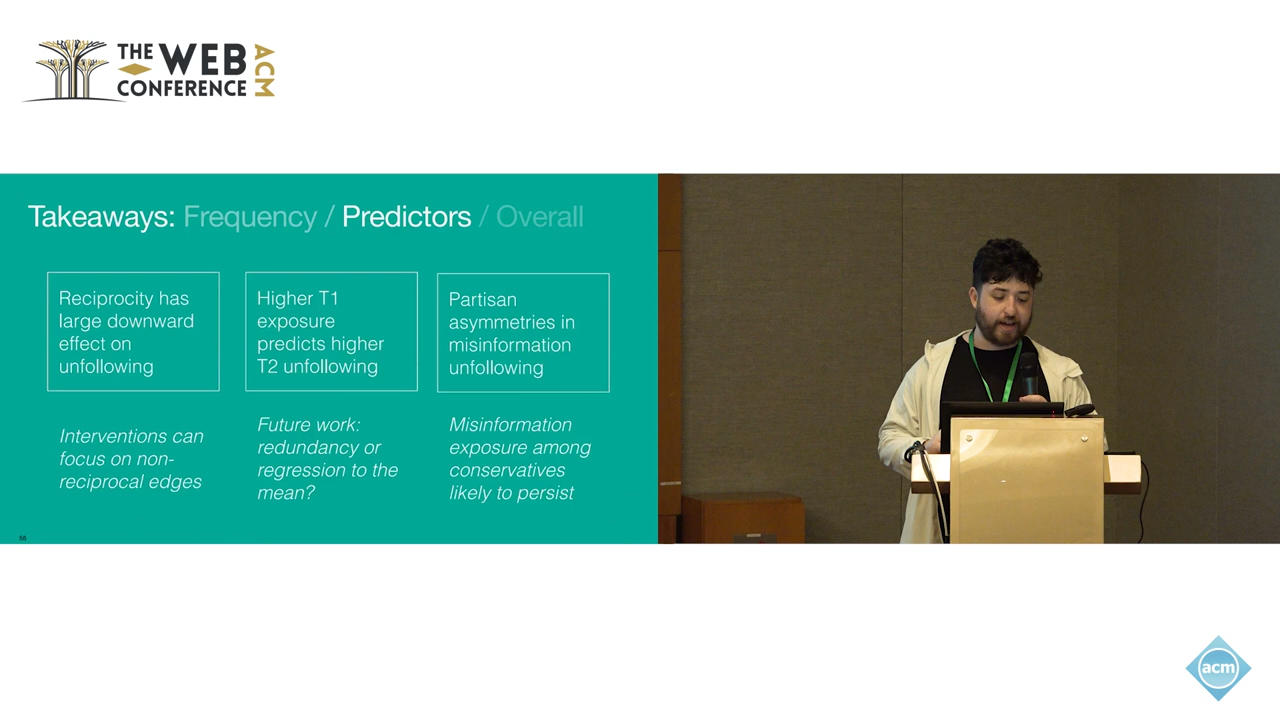 THE WEB
CONFERENCE
ACM
Takeaways: Frequency / Predictors / Overall
Reciprocity has
large downward
effect on
unfollowing
Higher T1
exposure
predicts higher
T2 unfollowing
Partisan
asymmetries in
misinformation
unfollowing
Interventions can
focus on non-
reciprocal edges
Future work:
redundancy or
regression to the
mean?
Misinformation
exposure among
conservatives
likely to persist
56
acm